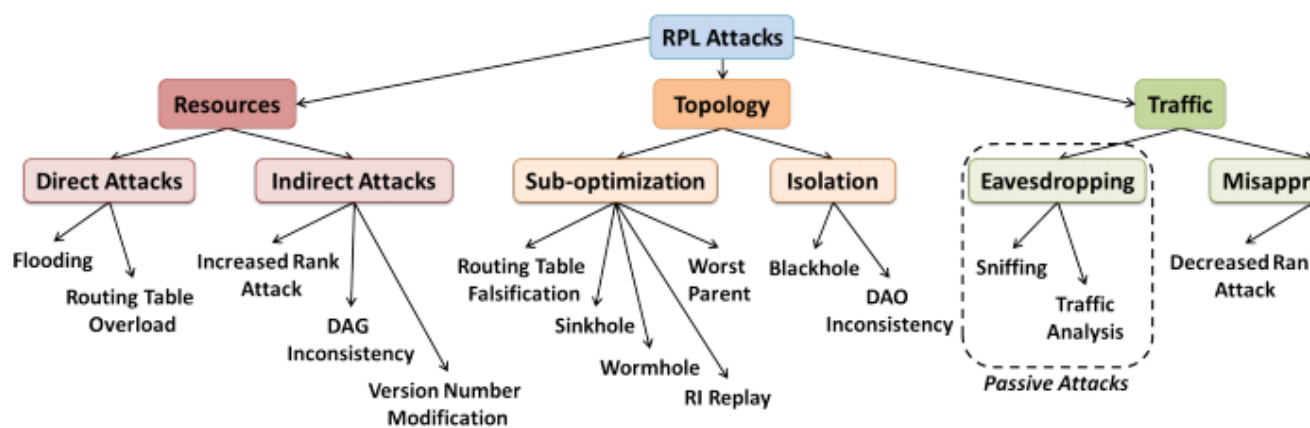 RPL Attacks
Resources
Topology
Traffic
Direct Attacks
Indirect Attacks
Sub-optimization
Isolation
Eavesdropping
Flooding
Routing Table
Overload
Increased Rank
Attack
DAG
Inconsistency
Version Number
Modification
Routing Table
Falsification
Sinkhole
Wormhole
RI Replay
Worst
Parent
Blackhole
DAO
Inconsistency
Sniffing
Traffic
Analysis
Passive Attacks
Decreased
Attack